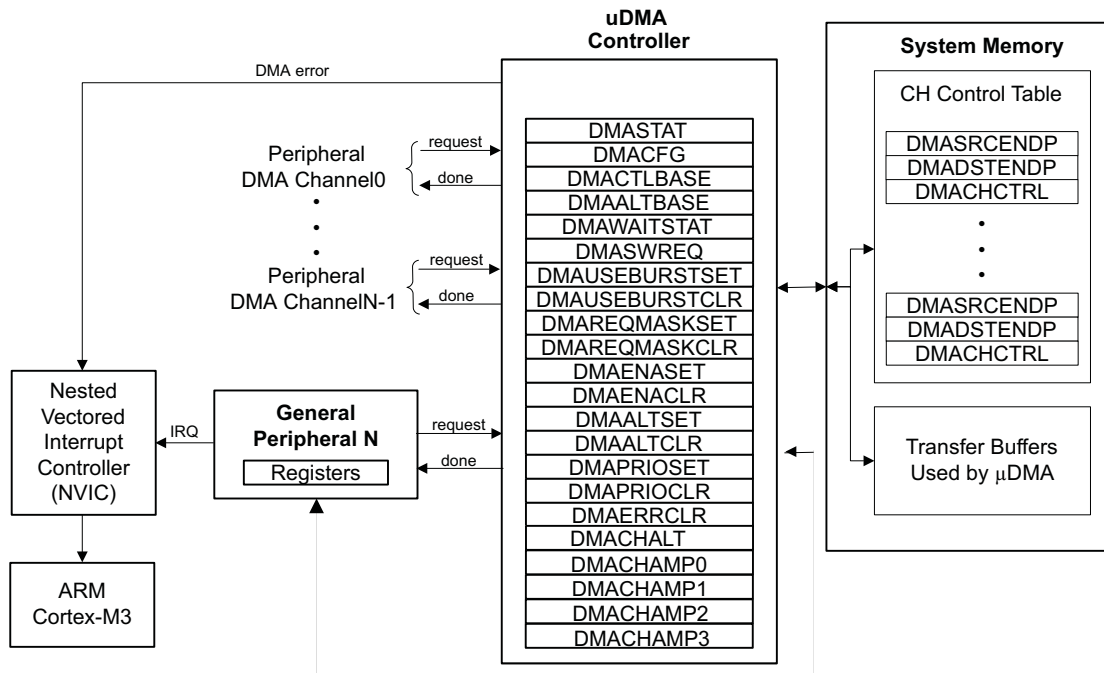 uDMA
Controller
System Memory
DMA error
CH Control Table
DMASTAT
DMACFG
DMACTLBASE
DMAALTBASE
DMAWAITSTAT
DMASWREQ
DMAUSEBURSTSET
DMAUSEBURSTCLR
DMAREQMASKSET
DMAREQMASKCLR
DMAENASET
DMAENACLR
DMAALTSET
DMAALTCLR
DMAPRIOSET
DMAPRIOCLR
DMAERRCLR
DMACHALT
DMACHAMP0
DMACHAMP1
DMACHAMP2
DMACHAMP3
Peripheral
DMA Channel0
request
done
Peripheral
DMA ChannelN-1
request
done
DMASRCENDP
DMADSTENDP
DMACHCTRL
DMASRCENDP
DMADSTENDP
DMACHCTRL
Nested
Vectored
Interrupt
Controller
(NVIC)
IRQ
General
Peripheral N
Registers
request
done
Transfer Buffers
Used by μDMA
ARM
Cortex-M3